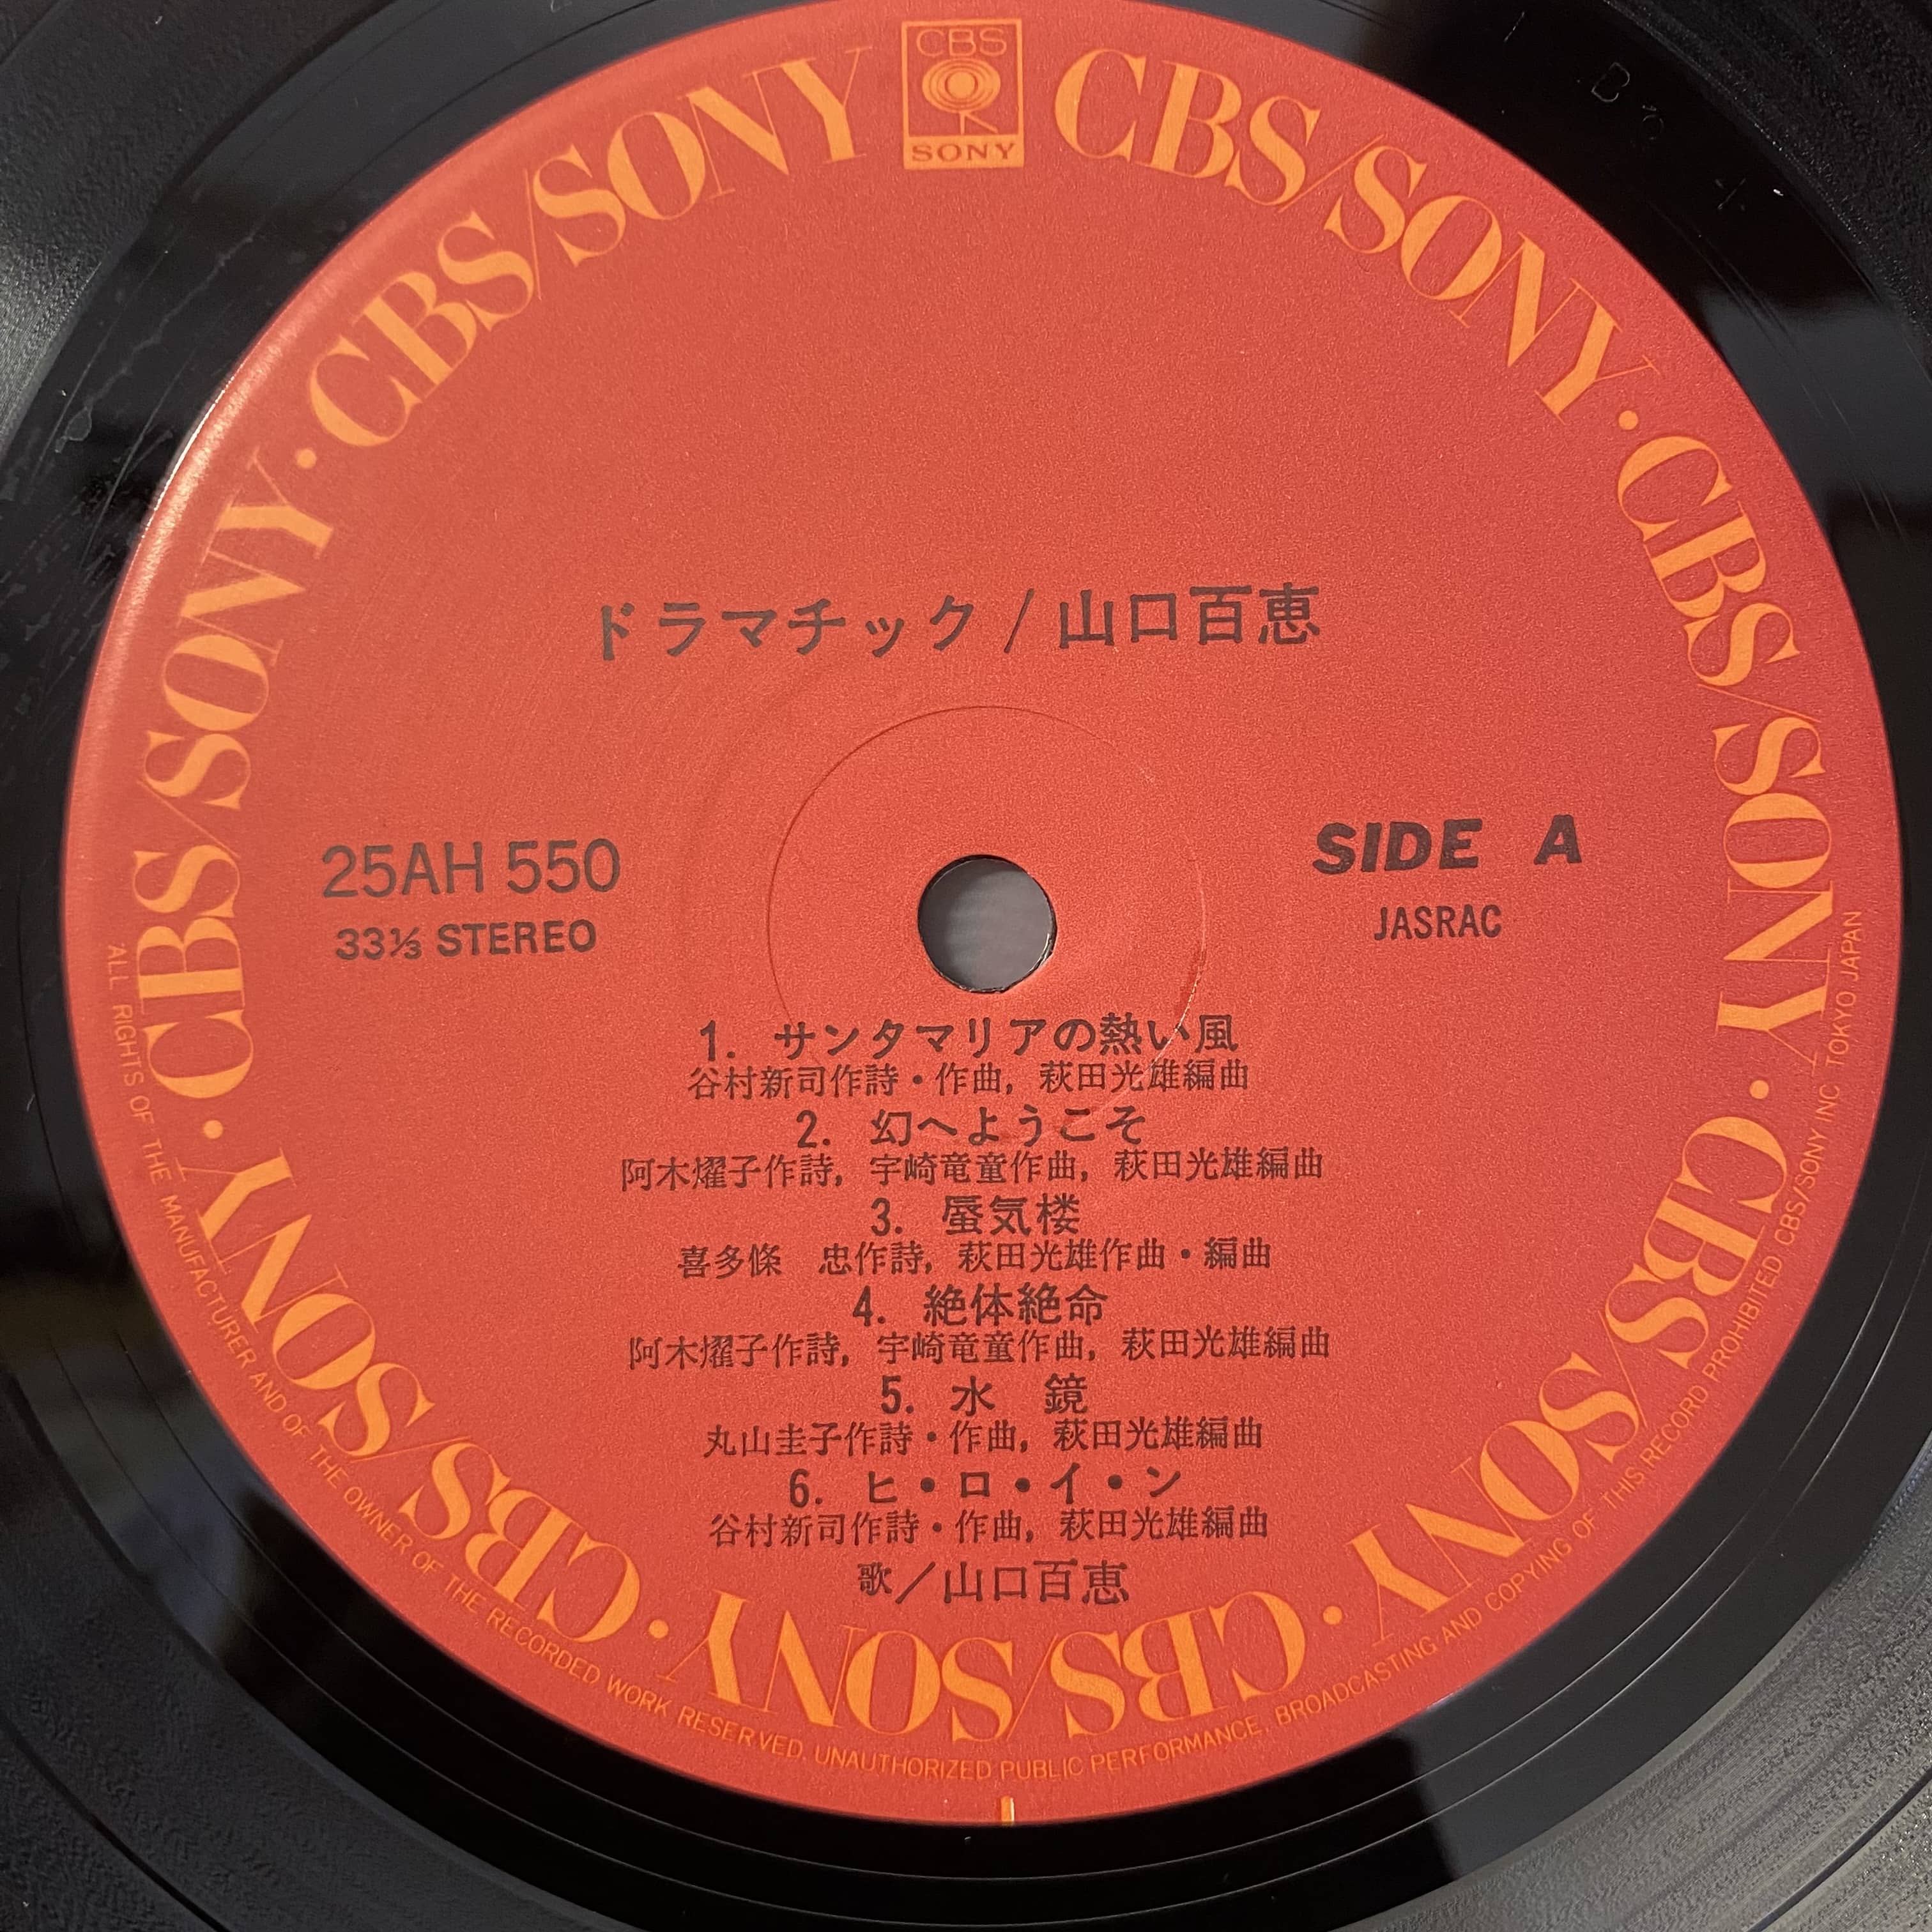 CBS
SONY
CBS/SONY · CBS/SONY · CBS/SONY · CBS/SONY · CBS/SONY · CBS/SONY · CBS/SONY · CBS/SONY
ドラマチック/山口百恵
25AH 550
33⅓ STEREO
SIDE A
JASRAC
1. サンタマリアの熱い風
谷村新司作詩・作曲, 萩田光雄編曲
2. 幻へようこそ
阿木燿子作詩, 宇崎竜童作曲, 萩田光雄編曲
3. 蜃気楼
喜多條 忠作詩, 萩田光雄作曲・編曲
4. 絶体絶命
阿木燿子作詩, 宇崎竜童作曲, 萩田光雄編曲
5. 水 鏡
丸山圭子作詩・作曲, 萩田光雄編曲
6. ヒ・ロ・イ・ン
谷村新司作詩・作曲, 萩田光雄編曲
歌/山口百恵
ALL RIGHTS OF THE MANUFACTURER AND OF THE OWNER OF THE RECORDED WORK RESERVED. UNAUTHORIZED PUBLIC PERFORMANCE, BROADCASTING AND COPYING OF THIS RECORD PROHIBITED CBS/SONY INC TOKYO JAPAN